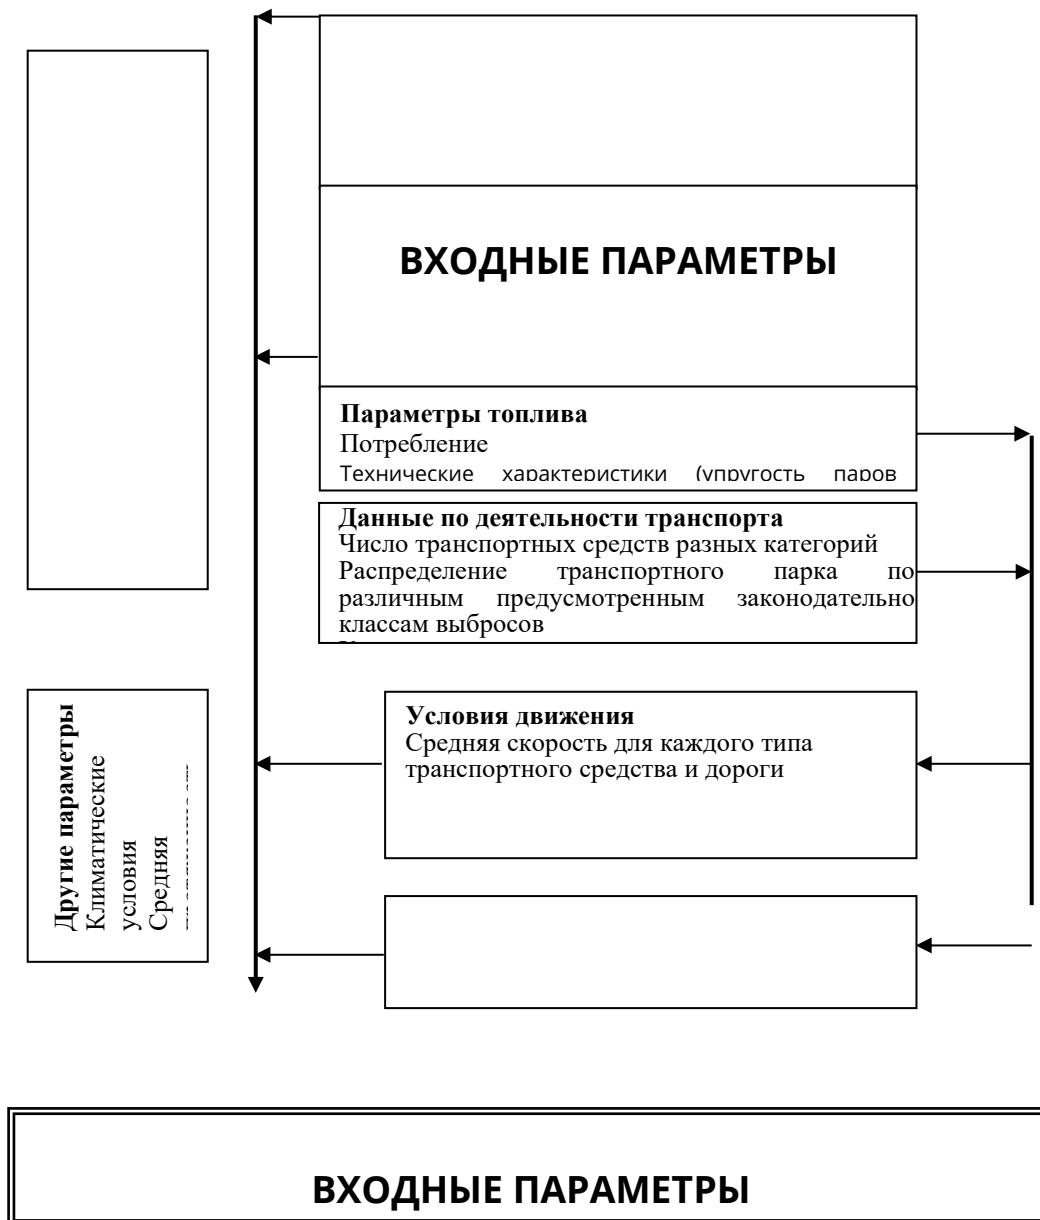 ВХОДНЫЕ ПАРАМЕТРЫ
Параметры топлива
Потребление
Технические характеристики (упругость паров
Данные по деятельности транспорта
Число транспортных средств разных категорий
Распределение транспортного парка по
различным предусмотренным законодательно
классам выбросов
Условия движения
Средняя скорость для каждого типа
транспортного средства и дороги
Другие параметры
Климатические
условия
Средняя
ВХОДНЫЕ ПАРАМЕТРЫ